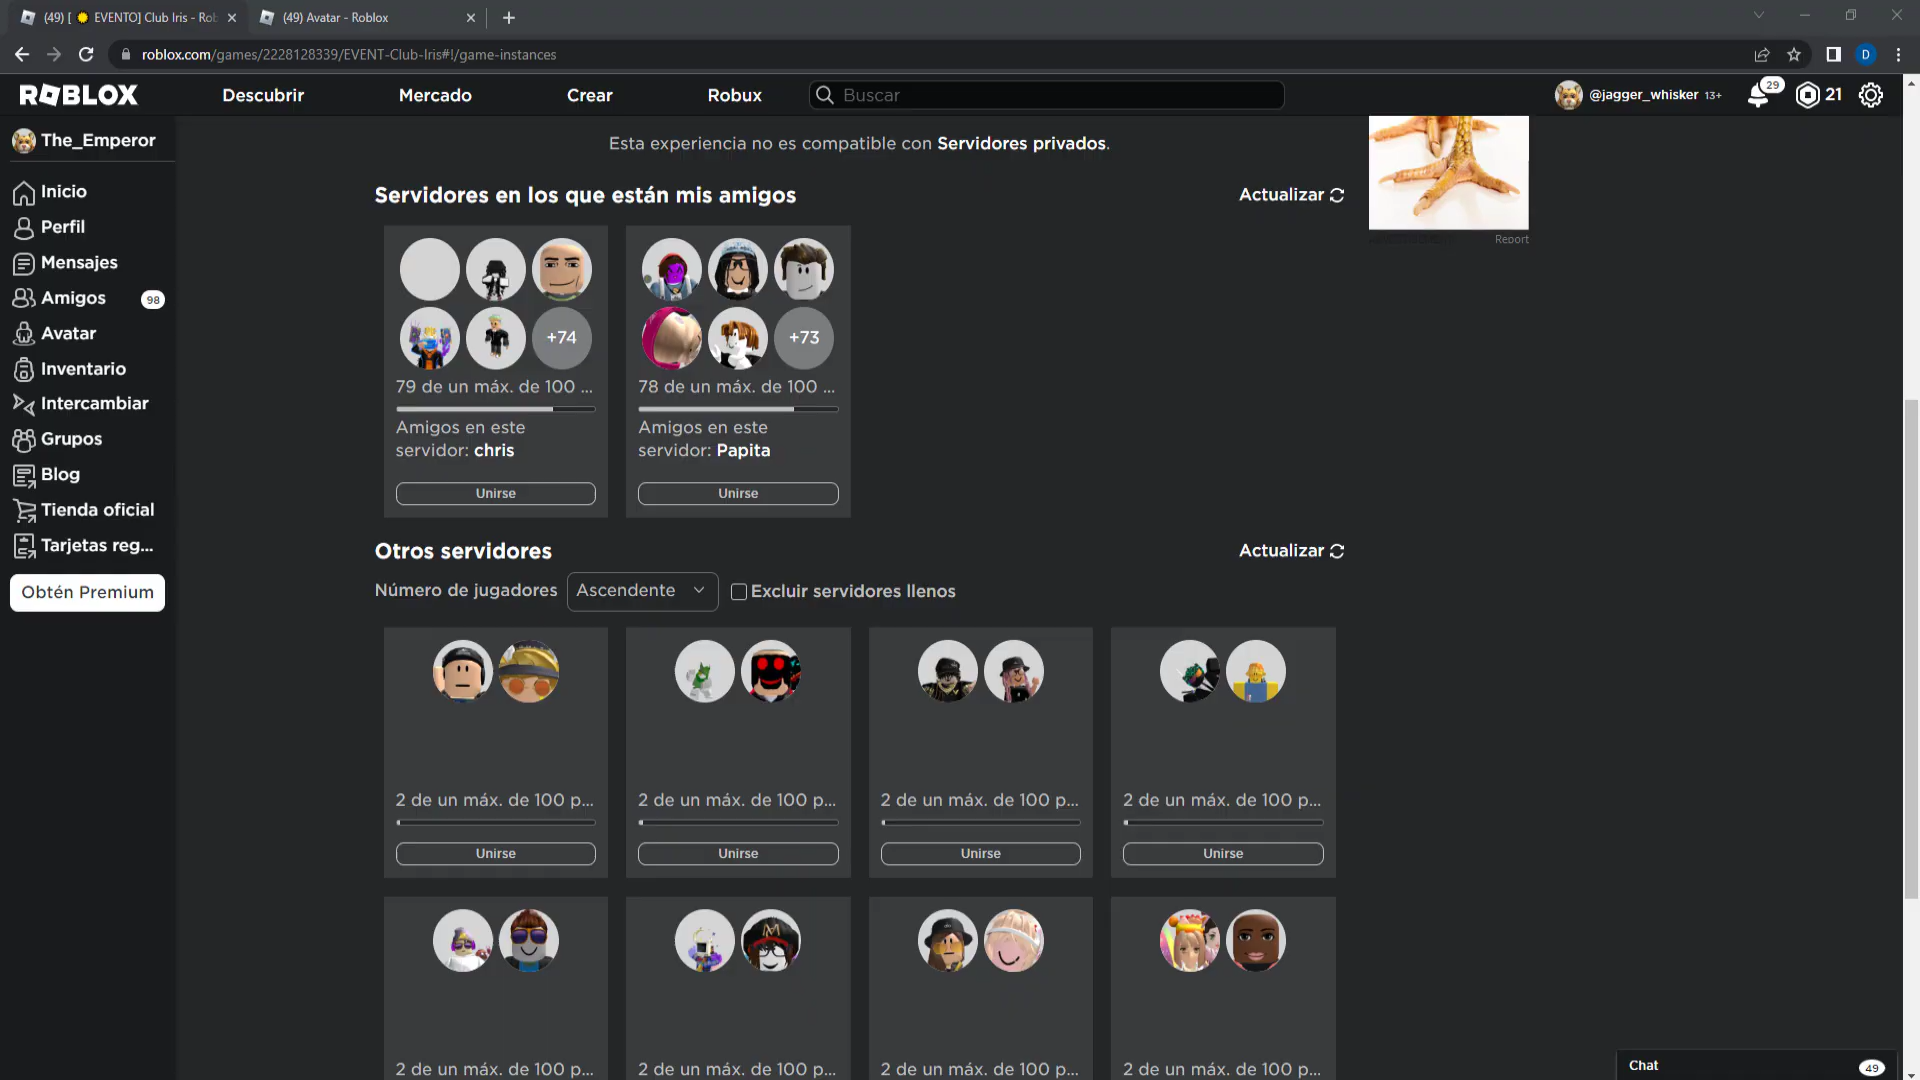 (49) [ EVENTO] Club Iris - Rob
(49) Avatar - Roblox
roblox.com/games/2228128339/EVENT-Club-Iris#!/game-instances
D
ROBLOX
Descubrir
Mercado
Crear
Robux
Buscar
@jagger_whisker 13+
29
21
The_Emperor
Inicio
Perfil
Mensajes
Amigos
98
Avatar
Inventario
Intercambiar
Grupos
Blog
Tienda oficial
Tarjetas reg...
Obtén Premium
Esta experiencia no es compatible con Servidores privados.
Servidores en los que están mis amigos
Actualizar
Report
+74
79 de un máx. de 100 ...
Amigos en este
servidor: chris
Unirse
+73
78 de un máx. de 100 ...
Amigos en este
servidor: Papita
Unirse
Otros servidores
Actualizar
Número de jugadores
Ascendente
Excluir servidores llenos
2 de un máx. de 100 p...
Unirse
2 de un máx. de 100 p...
Unirse
2 de un máx. de 100 p...
Unirse
2 de un máx. de 100 p...
Unirse
2 de un máx. de 100 p...
2 de un máx. de 100 p...
2 de un máx. de 100 p...
2 de un máx. de 100 p...
Chat
49